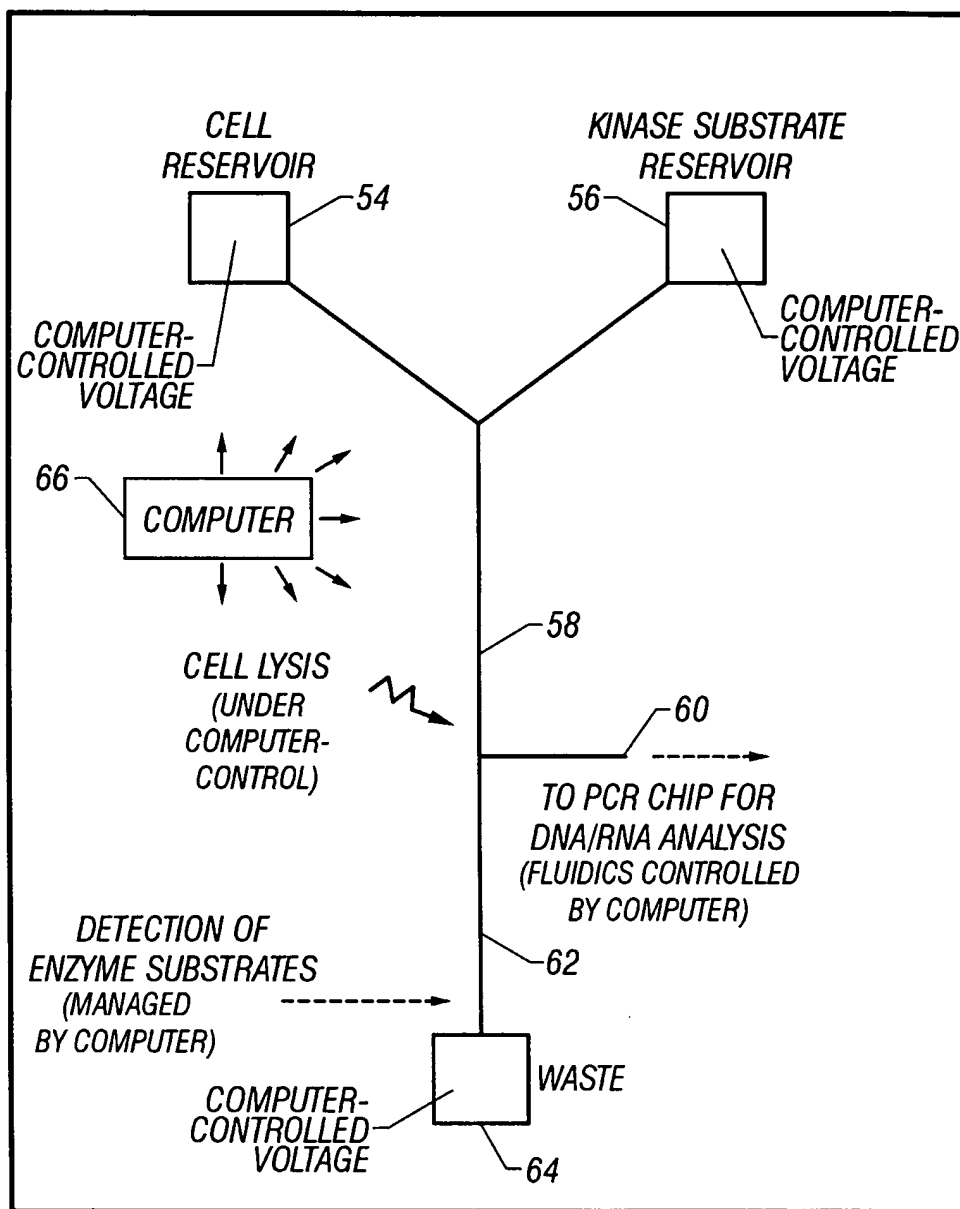 CELL
RESERVOIR
54
COMPUTER-
CONTROLLED
VOLTAGE
KINASE SUBSTRATE
RESERVOIR
56
COMPUTER-
CONTROLLED
VOLTAGE
66
COMPUTER
58
CELL LYSIS
(UNDER
COMPUTER-
CONTROL)
60
TO PCR CHIP FOR
DNA/RNA ANALYSIS
(FLUIDICS CONTROLLED
BY COMPUTER)
62
DETECTION OF
ENZYME SUBSTRATES
(MANAGED
BY COMPUTER)
WASTE
COMPUTER-
CONTROLLED
VOLTAGE
64